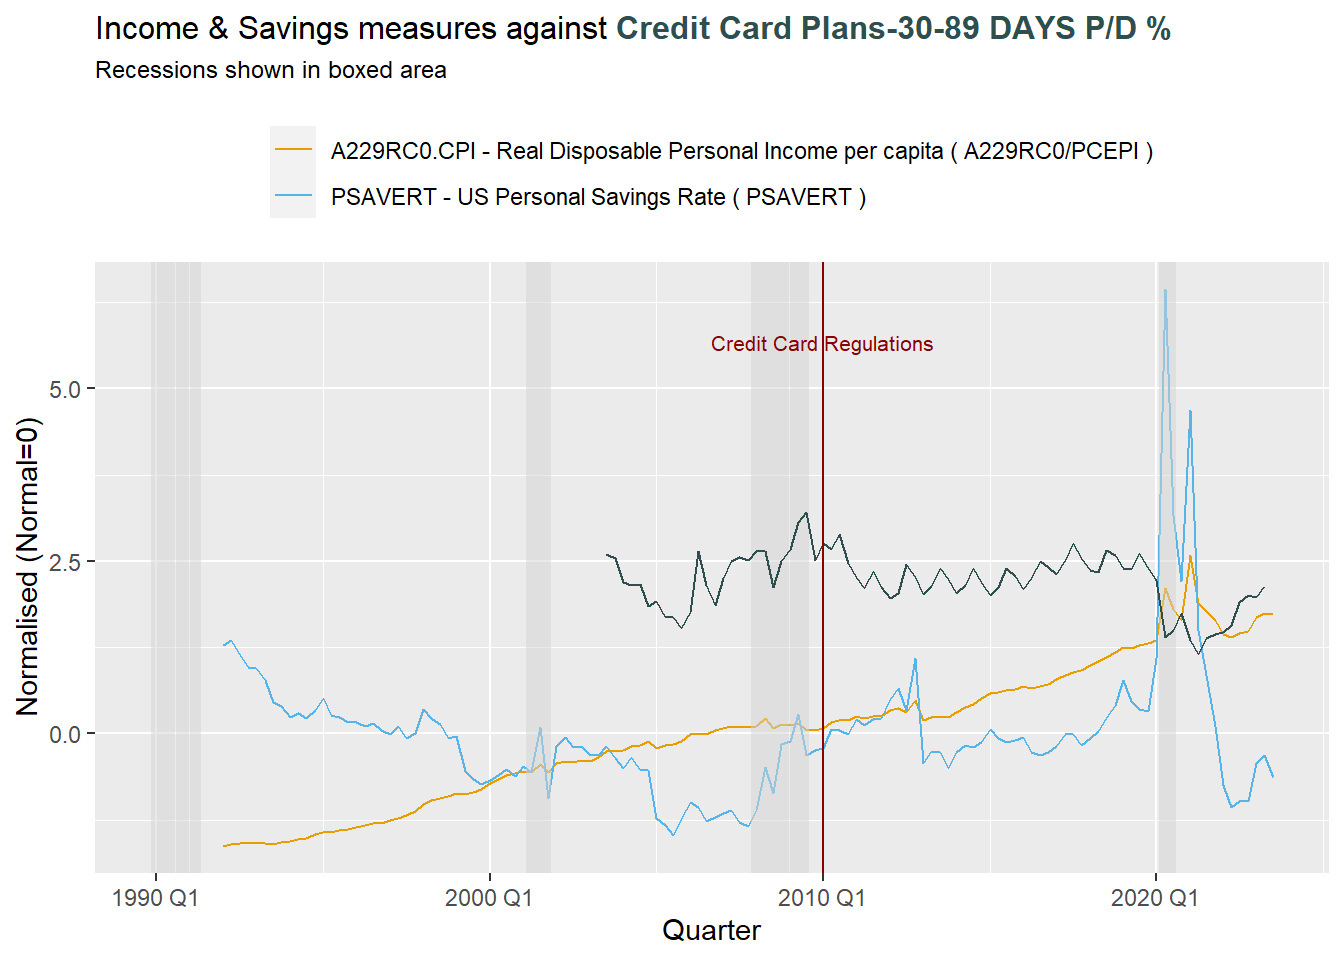 Income & Savings measures against Credit Card Plans-30-89 DAYS P/D %
Recessions shown in boxed area
A229RC0.CPI - Real Disposable Personal Income per capita ( A229RC0/PCEPI )
PSAVERT - US Personal Savings Rate ( PSAVERT )
Credit Card Regulations
Normalised (Normal=0)
5.0
2.5
0.0
1990 Q1
2000 Q1
2010 Q1
2020 Q1
Quarter